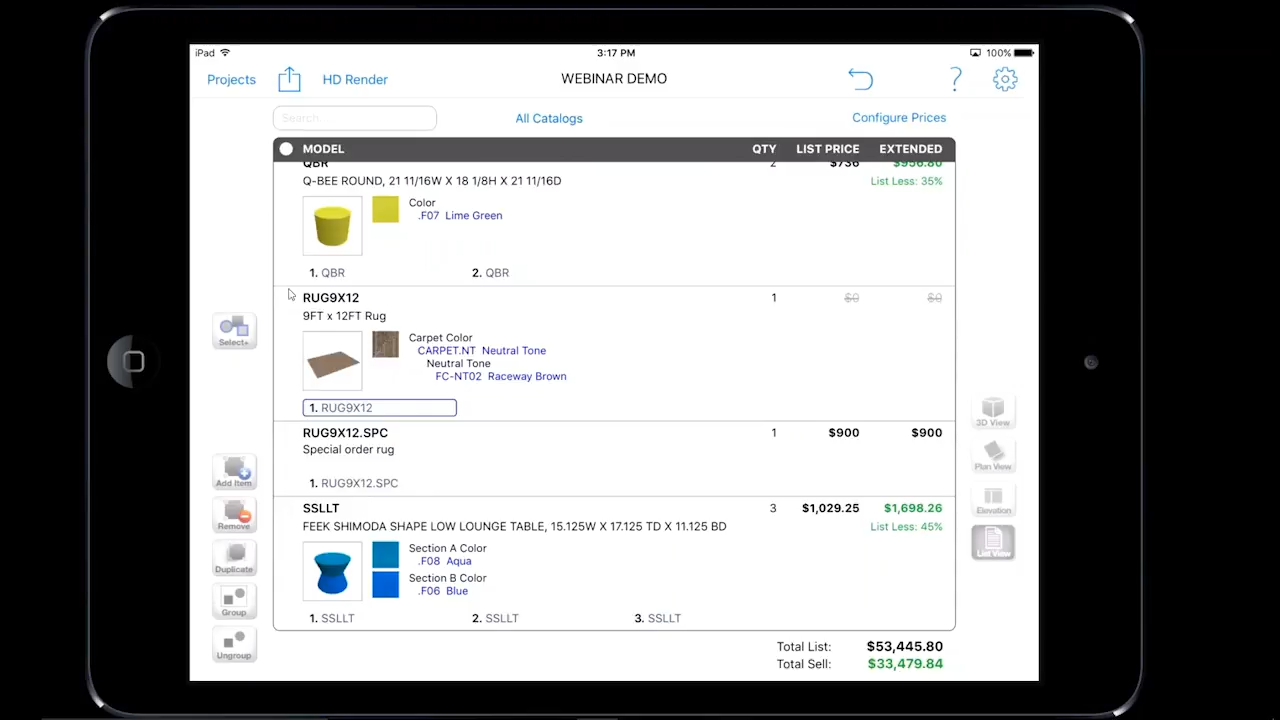 iPad 3:17 PM 100%
Projects HD Render WEBINAR DEMO ?
Search... All Catalogs Configure Prices
MODEL QTY LIST PRICE EXTENDED
QBR 2 $736 $956.80
Q-BEE ROUND, 21 11/16W X 18 1/8H X 21 11/16D List Less: 35%
Color
.F07 Lime Green
1. QBR 2. QBR
RUG9X12 1 $0 $0
9FT x 12FT Rug
Carpet Color
CARPET.NT Neutral Tone
Neutral Tone
FC-NT02 Raceway Brown
1. RUG9X12
RUG9X12.SPC 1 $900 $900
Special order rug
1. RUG9X12.SPC
SSLLT 3 $1,029.25 $1,698.26
FEEK SHIMODA SHAPE LOW LOUNGE TABLE, 15.125W X 17.125 TD X 11.125 BD List Less: 45%
Section A Color
.F08 Aqua
Section B Color
.F06 Blue
1. SSLLT 2. SSLLT 3. SSLLT
Total List: $53,445.80
Total Sell: $33,479.84
Select+
Add Item
Remove
Duplicate
Group
Ungroup
3D View
Plan View
Elevation
List View